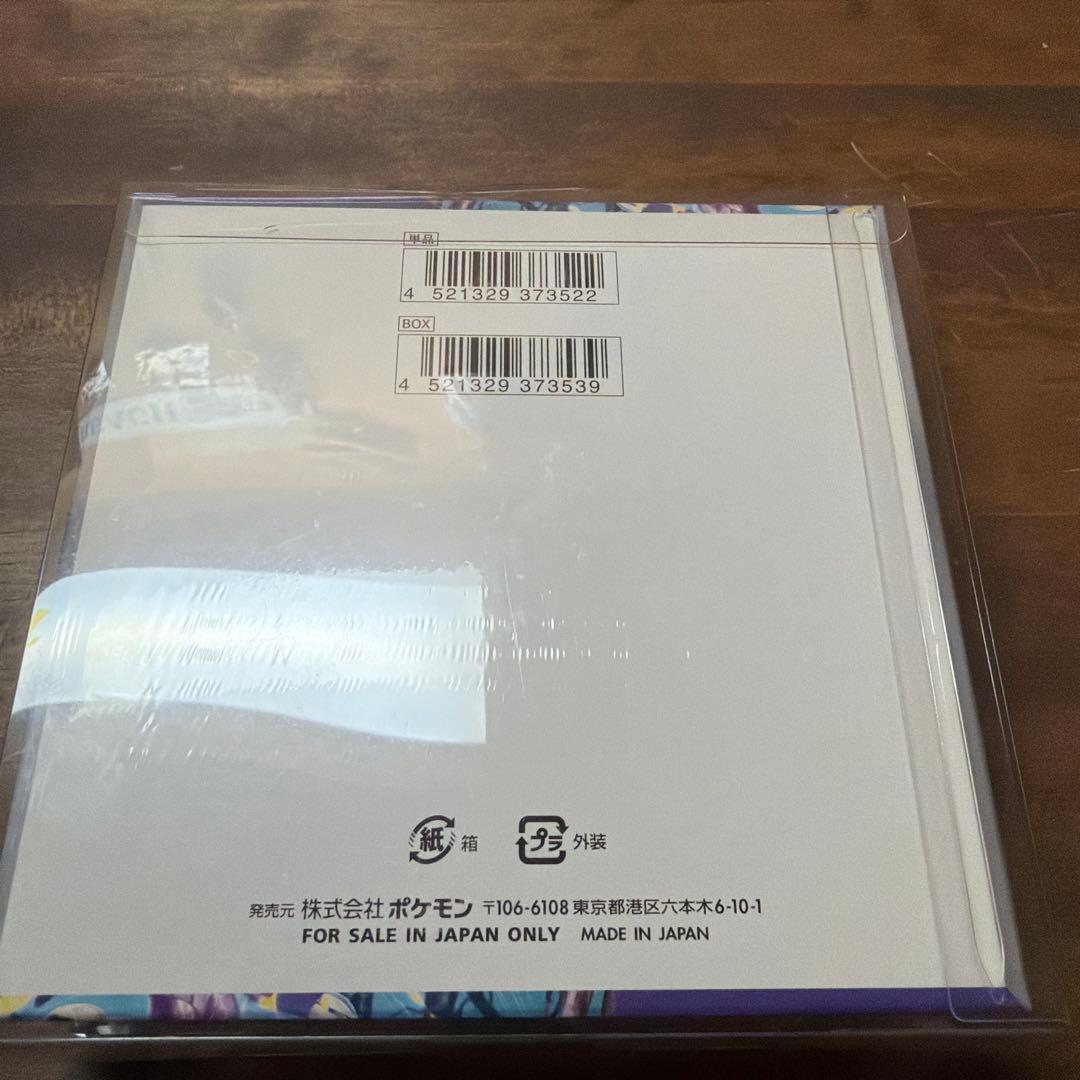 単品
4 521329 373522
BOX
4 521329 373539
紙 箱 プラ 外装
発売元 株式会社 ポケモン 〒106-6108 東京都港区六本木6-10-1
FOR SALE IN JAPAN ONLY MADE IN JAPAN